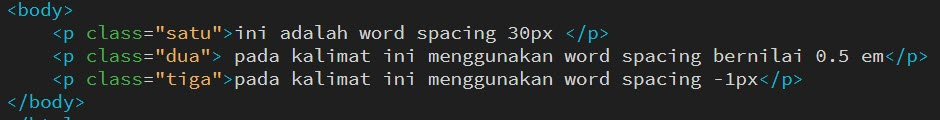 <body>
<p class="satu">ini adalah word spacing 30px </p>
<p class="dua"> pada kalimat ini menggunakan word spacing bernilai 0.5 em</p>
<p class="tiga">pada kalimat ini menggunakan word spacing -1px</p>
</body>